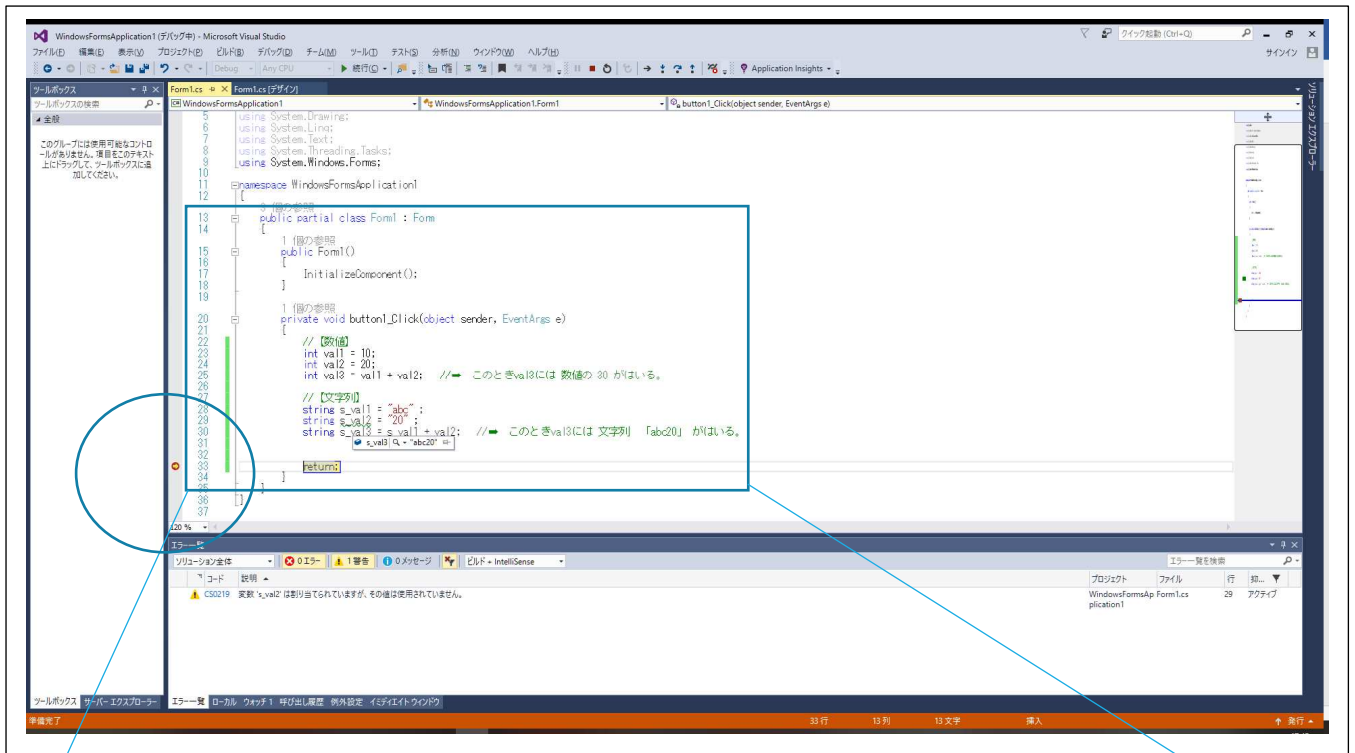 WindowsFormsApplication1 (デバッグ中) - Microsoft Visual Studio
クイック起動 (Ctrl+Q)
ファイル(F) 編集(E) 表示(V) プロジェクト(P) ビルド(B) デバッグ(D) チーム(M) ツール(T) テスト(S) 分析(N) ウィンドウ(W) ヘルプ(H)
サインイン
Debug Any CPU 続行(C) Application Insights
ツールボックス
Form1.cs Form1.cs [デザイン]
ツールボックスの検索
WindowsFormsApplication1 WindowsFormsApplication1.Form1 button1_Click(object sender, EventArgs e)
全般
このグループには使用可能なコントロ
ールがありません。項目をこのテキスト
上にドラッグして、ツールボックスに追
加してください。
ソリューション エクスプローラー
5 using System.Drawing;
6 using System.Linq;
7 using System.Text;
8 using System.Threading.Tasks;
9 using System.Windows.Forms;
10
11 namespace WindowsFormsApplication1
12 {
3 個の参照
13 public partial class Form1 : Form
14 {
1 個の参照
15 public Form1()
16 {
17 InitializeComponent();
18 }
19
1 個の参照
20 private void button1_Click(object sender, EventArgs e)
21 {
22 // 【数値】
23 int val1 = 10;
24 int val2 = 20;
25 int val3 = val1 + val2; //➡ このときval3には 数値の 30 がはいる。
26
27 // 【文字列】
28 string s_val1 = "abc" ;
29 string s_val2 = "20" ;
30 string s_val3 = s_val1 + val2; //➡ このときval3には 文字列 「abc20」 がはいる。
31 s_val3 "abc20"
32
33 return;
34 }
35 }
36 }
37
120 %
エラー一覧
ソリューション全体 0 エラー 1 警告 0 メッセージ ビルド + IntelliSense
エラー一覧を検索
コード 説明 プロジェクト ファイル 行 抑...
CS0219 変数 's_val2' は割り当てられていますが、その値は使用されていません。 WindowsFormsAp Form1.cs 29 アクティブ
plication1
ツールボックス サーバー エクスプローラー エラー一覧 ローカル ウォッチ 1 呼び出し履歴 例外設定 イミディエイト ウィンドウ
準備完了 33 行 13 列 13 文字 挿入 発行